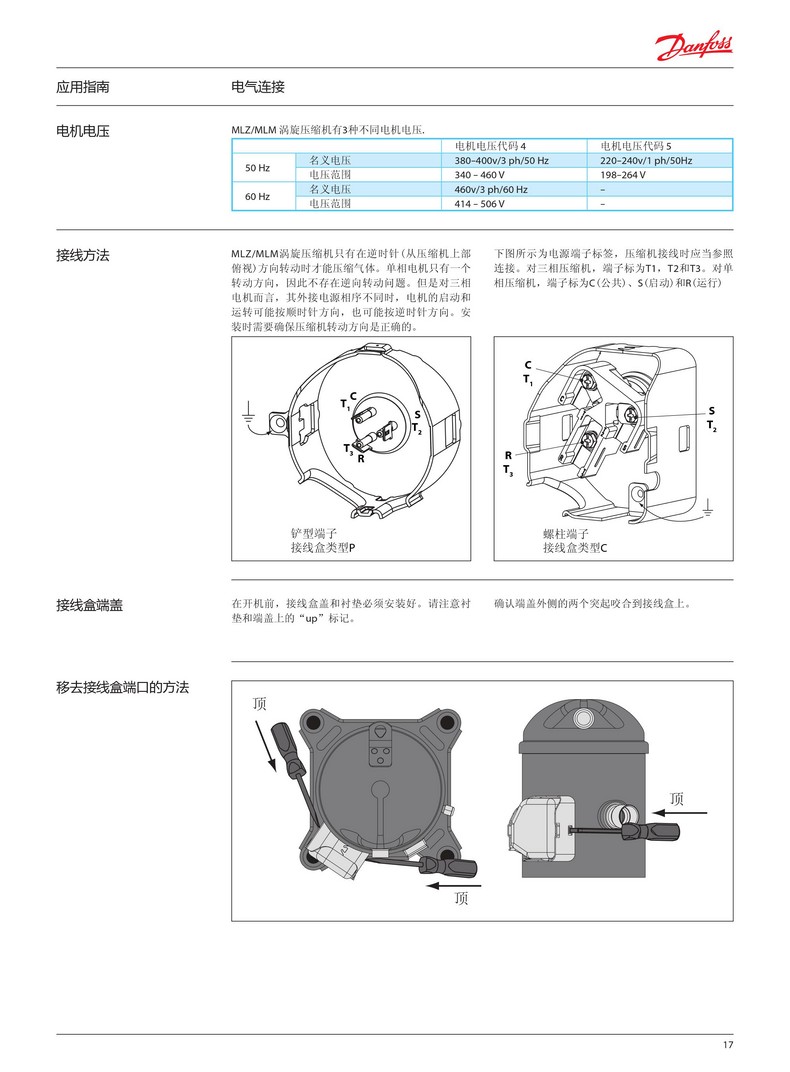 Danfoss
应用指南
电气连接
电机电压
MLZ/MLM 涡旋压缩机有3种不同电机电压.
电机电压代码 4 电机电压代码 5
50 Hz 名义电压 380–400v/3 ph/50 Hz 220–240v/1 ph/50Hz
电压范围 340 – 460 V 198–264 V
60 Hz 名义电压 460v/3 ph/60 Hz –
电压范围 414 – 506 V –
接线方法
MLZ/MLM涡旋压缩机只有在逆时针(从压缩机上部
俯视)方向转动时才能压缩气体。单相电机只有一个
转动方向，因此不存在逆向转动问题。但是对三相
电机而言，其外接电源相序不同时，电机的启动和
运转可能按顺时针方向，也可能按逆时针方向。安
装时需要确保压缩机转动方向是正确的。
下图所示为电源端子标签，压缩机接线时应当参照
连接。对三相压缩机，端子标为T1，T2和T3。对单
相压缩机，端子标为C(公共)、S(启动)和R(运行)
C
T1
S
T2
T3
R
铲型端子
接线盒类型P
C
T1
S
T2
R
T3
螺柱端子
接线盒类型C
接线盒端盖
在开机前，接线盒盖和衬垫必须安装好。请注意衬
垫和端盖上的“up”标记。
确认端盖外侧的两个突起咬合到接线盒上。
移去接线盒端口的方法
顶
顶
顶
17